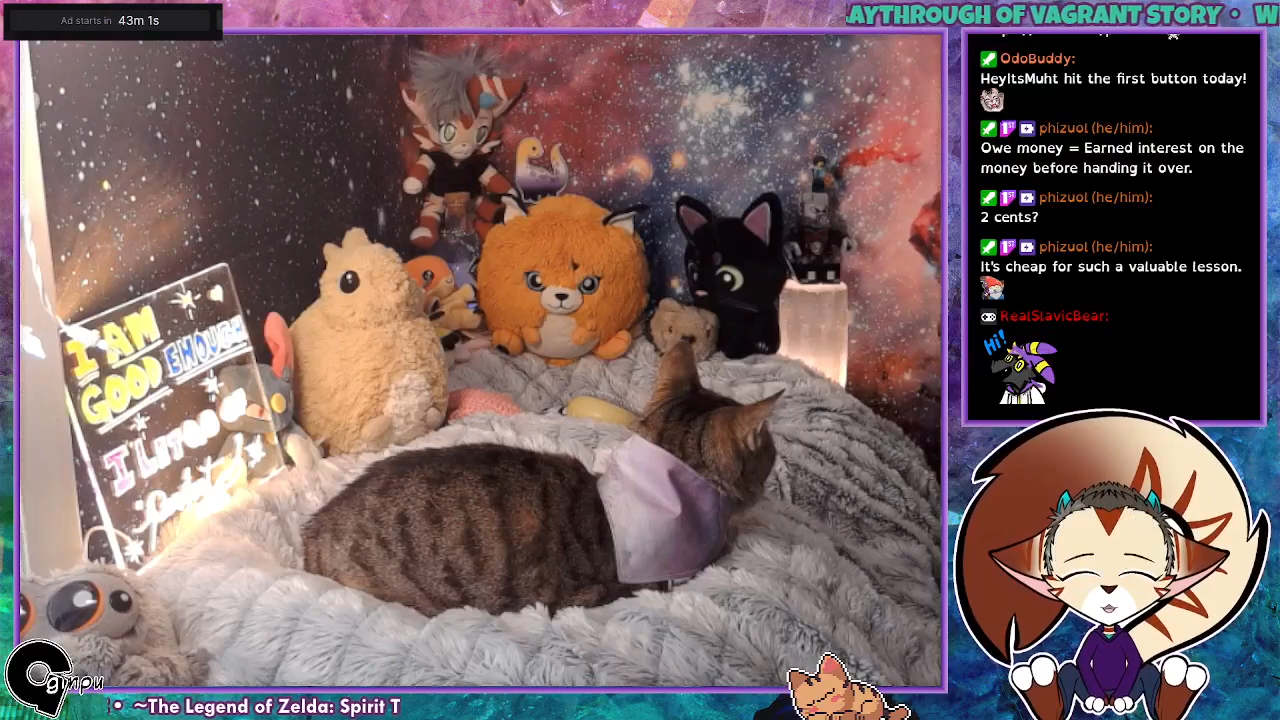 Ad starts in 43m 1s
AYTHROUGH OF VAGRANT STORY • W
OdoBuddy:
HeyItsMuht hit the first button today!
phizuol (he/him):
Owe money = Earned interest on the
money before handing it over.
phizuol (he/him):
2 cents?
phizuol (he/him):
It's cheap for such a valuable lesson.
RealSlavicBear:
Hi!
I AM
GOOD ENOUGH
ginpu
• ~The Legend of Zelda: Spirit T